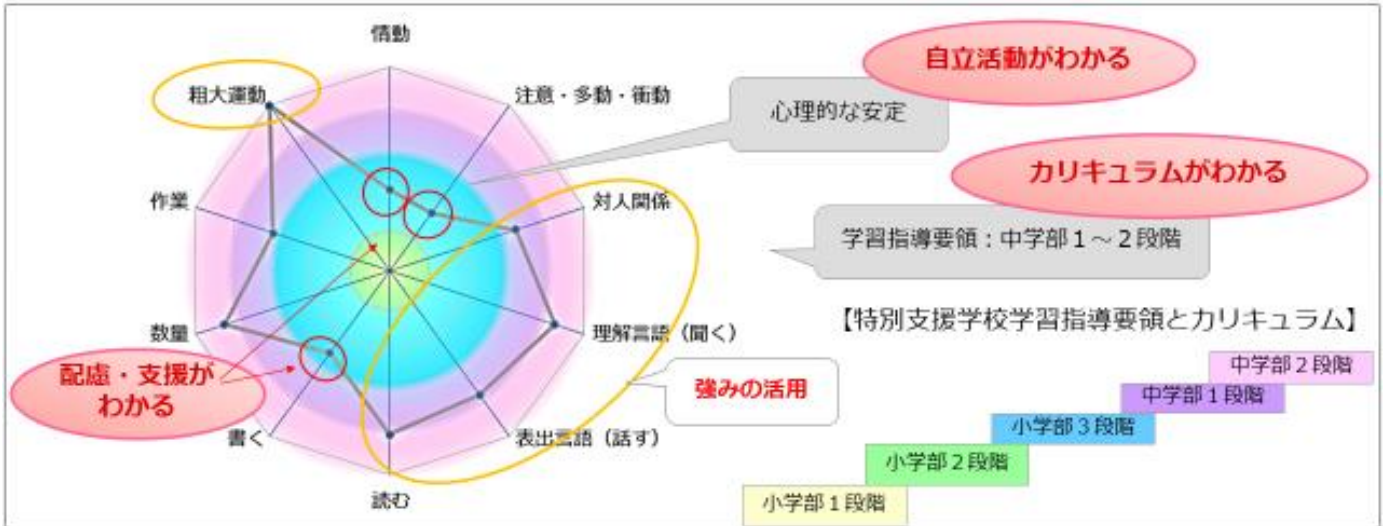 情動
自立活動がわかる
粗大運動
注意・多動・衝動
心理的な安定
カリキュラムがわかる
作業
対人関係
学習指導要領：中学部１～２段階
数量
理解言語（聞く）
【特別支援学校学習指導要領とカリキュラム】
配慮・支援が
わかる
強みの活用
中学部２段階
中学部１段階
書く
表出言語（話す）
小学部３段階
小学部２段階
読む
小学部１段階